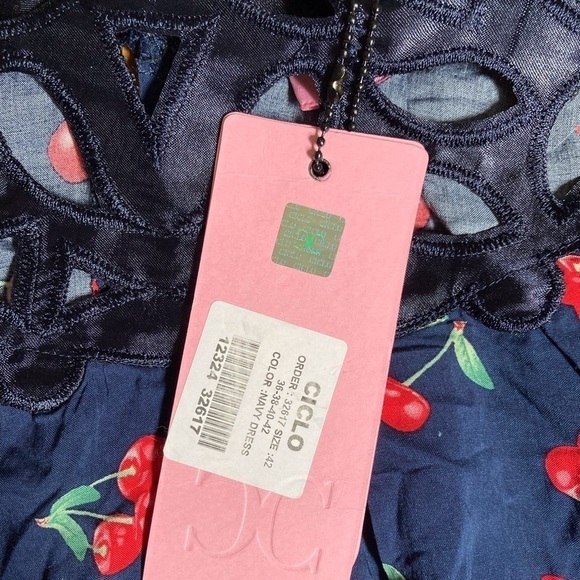 CICLO
ORDER : 32617 SIZE :42
36-38-40-42
COLOR :NAVY DRESS
12324 32617